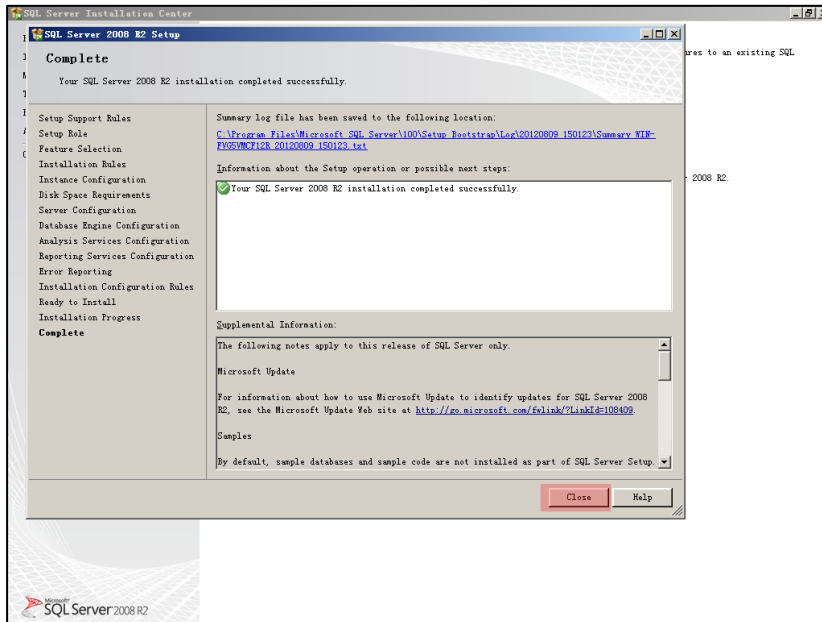 SQL Server Installation Center
SQL Server 2008 R2 Setup
Complete
Your SQL Server 2008 R2 installation completed successfully.
ures to an existing SQL
2008 R2.
Setup Support Rules
Setup Role
Feature Selection
Installation Rules
Instance Configuration
Disk Space Requirements
Server Configuration
Database Engine Configuration
Analysis Services Configuration
Reporting Services Configuration
Error Reporting
Installation Configuration Rules
Ready to Install
Installation Progress
Complete
Summary log file has been saved to the following location:
C:\Program Files\Microsoft SQL Server\100\Setup Bootstrap\Log\20120809_150123\Summary_WIN-
FVG5VMCF12R_20120809_150123.txt
Information about the Setup operation or possible next steps:
Your SQL Server 2008 R2 installation completed successfully.
Supplemental Information:
The following notes apply to this release of SQL Server only.
Microsoft Update
For information about how to use Microsoft Update to identify updates for SQL Server 2008
R2, see the Microsoft Update Web site at http://go.microsoft.com/fwlink/?LinkId=108409.
Samples
By default, sample databases and sample code are not installed as part of SQL Server Setup.
Close
Help
Microsoft
SQL Server 2008 R2